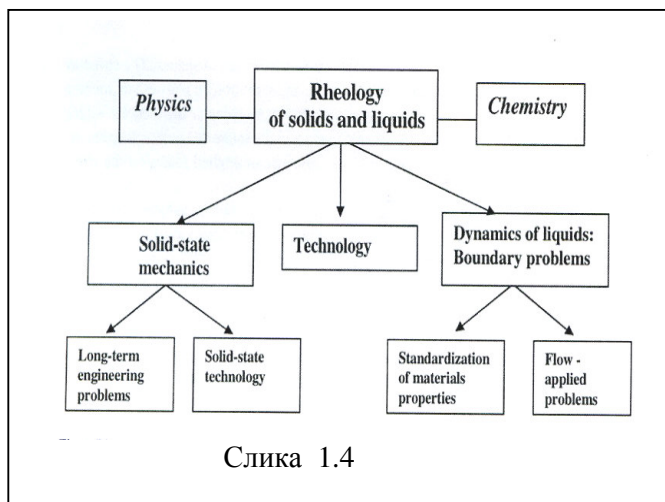 Physics
Rheology
of solids and liquids
Chemistry
Solid-state
mechanics
Technology
Dynamics of liquids:
Boundary problems
Long-term
engineering
problems
Solid-state
technology
Standardization
of materials
properties
Flow -
applied
problems
Слика 1.4